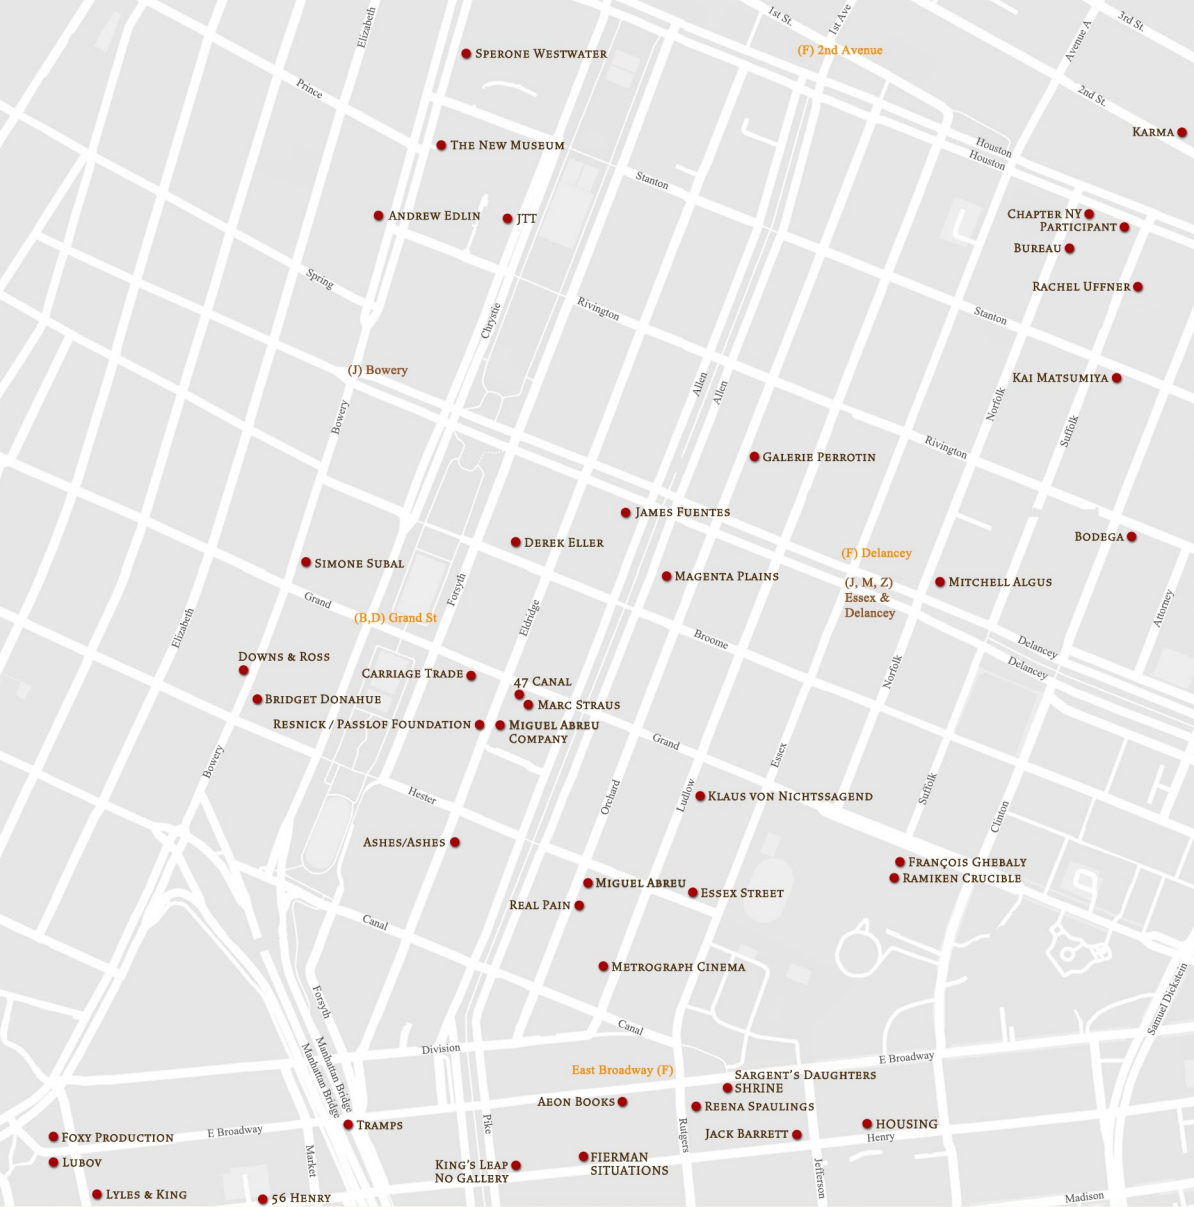 1st St.
1st Ave
3rd St.
Elizabeth
Avenue A
(F) 2nd Avenue
SPERONE WESTWATER
Prince
2nd St.
KARMA
THE NEW MUSEUM
Houston
Houston
Stanton
ANDREW EDLIN
JTT
CHAPTER NY
PARTICIPANT
BUREAU
Spring
RACHEL UFFNER
Rivington
Chrystie
Stanton
(J) Bowery
KAI MATSUMIYA
Allen
Allen
Norfolk
Bowery
Suffolk
Rivington
GALERIE PERROTIN
JAMES FUENTES
BODEGA
DEREK ELLER
(F) Delancey
SIMONE SUBAL
MAGENTA PLAINS
(J, M, Z)
Essex &
Delancey
MITCHELL ALGUS
Forsyth
Grand
(B,D) Grand St
Eldridge
Attorney
Elizabeth
Broome
Delancey
Delancey
DOWNS & ROSS
Norfolk
CARRIAGE TRADE
47 CANAL
BRIDGET DONAHUE
MARC STRAUS
RESNICK / PASSLOF FOUNDATION
MIGUEL ABREU
COMPANY
Grand
Essex
Bowery
Hester
Orchard
Ludlow
KLAUS VON NICHTSSAGEND
Suffolk
Clinton
ASHES/ASHES
FRANÇOIS GHEBALY
RAMIKEN CRUCIBLE
MIGUEL ABREU
ESSEX STREET
REAL PAIN
Canal
METROGRAPH CINEMA
Forsyth
Samuel Dickstein
Canal
Division
Manhattan Bridge
Manhattan Bridge
E Broadway
East Broadway (F)
SARGENT'S DAUGHTERS
SHRINE
AEON BOOKS
REENA SPAULINGS
TRAMPS
Pike
Rutgers
JACK BARRETT
HOUSING
Henry
E Broadway
FOXY PRODUCTION
LUBOV
Market
KING'S LEAP
NO GALLERY
FIERMAN
SITUATIONS
Jefferson
LYLES & KING
56 HENRY
Madison